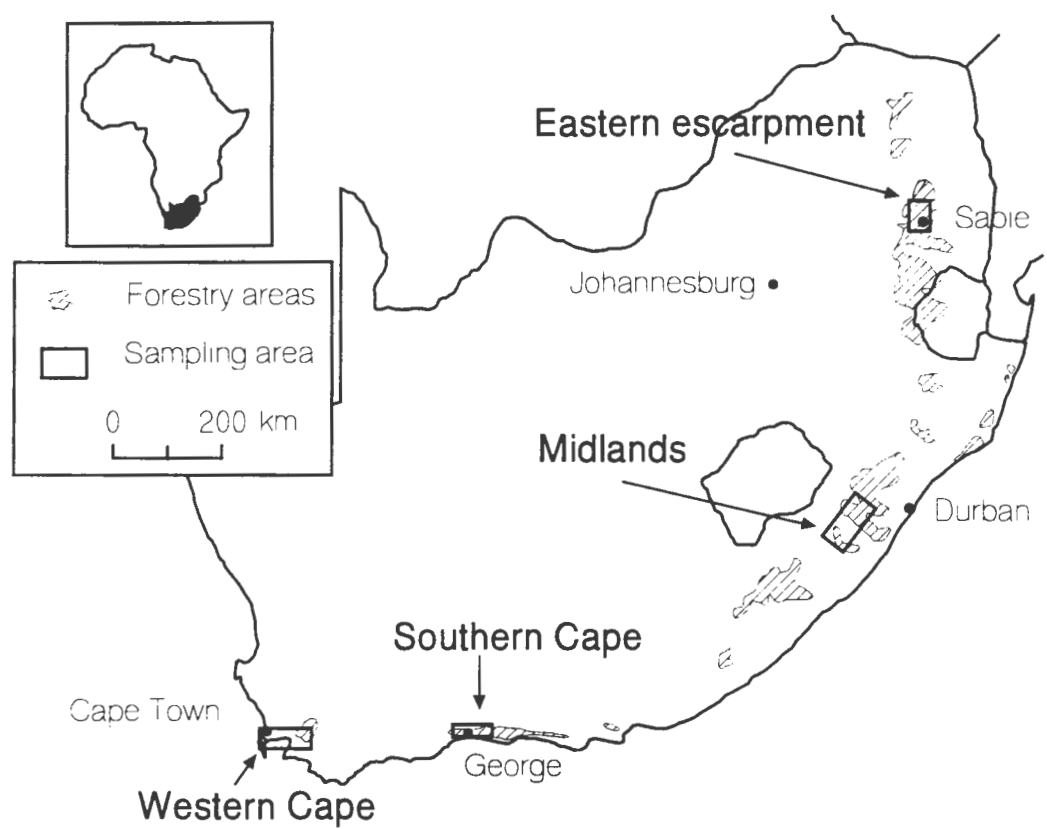 Eastern escarpment
Sabie
Johannesburg
Forestry areas
Sampling area
0 200 km
Midlands
Durban
Southern Cape
Cape Town
George
Western Cape